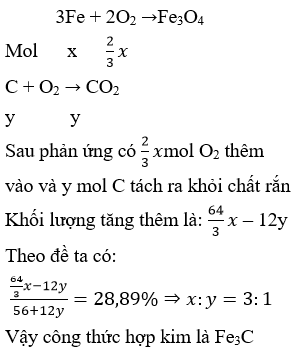 3Fe + 2O₂ →Fe₃O₄
Mol x $\frac{2}{3}x$
C + O₂ → CO₂
y y
Sau phản ứng có $\frac{2}{3}x$mol O₂ thêm
vào và y mol C tách ra khỏi chất rắn
Khối lượng tăng thêm là: $\frac{64}{3}x$ – 12y
Theo đề ta có:
$\frac{\frac{64}{3}x-12y}{56+12y} = 28,89\% \Rightarrow x:y = 3:1$
Vậy công thức hợp kim là Fe₃C